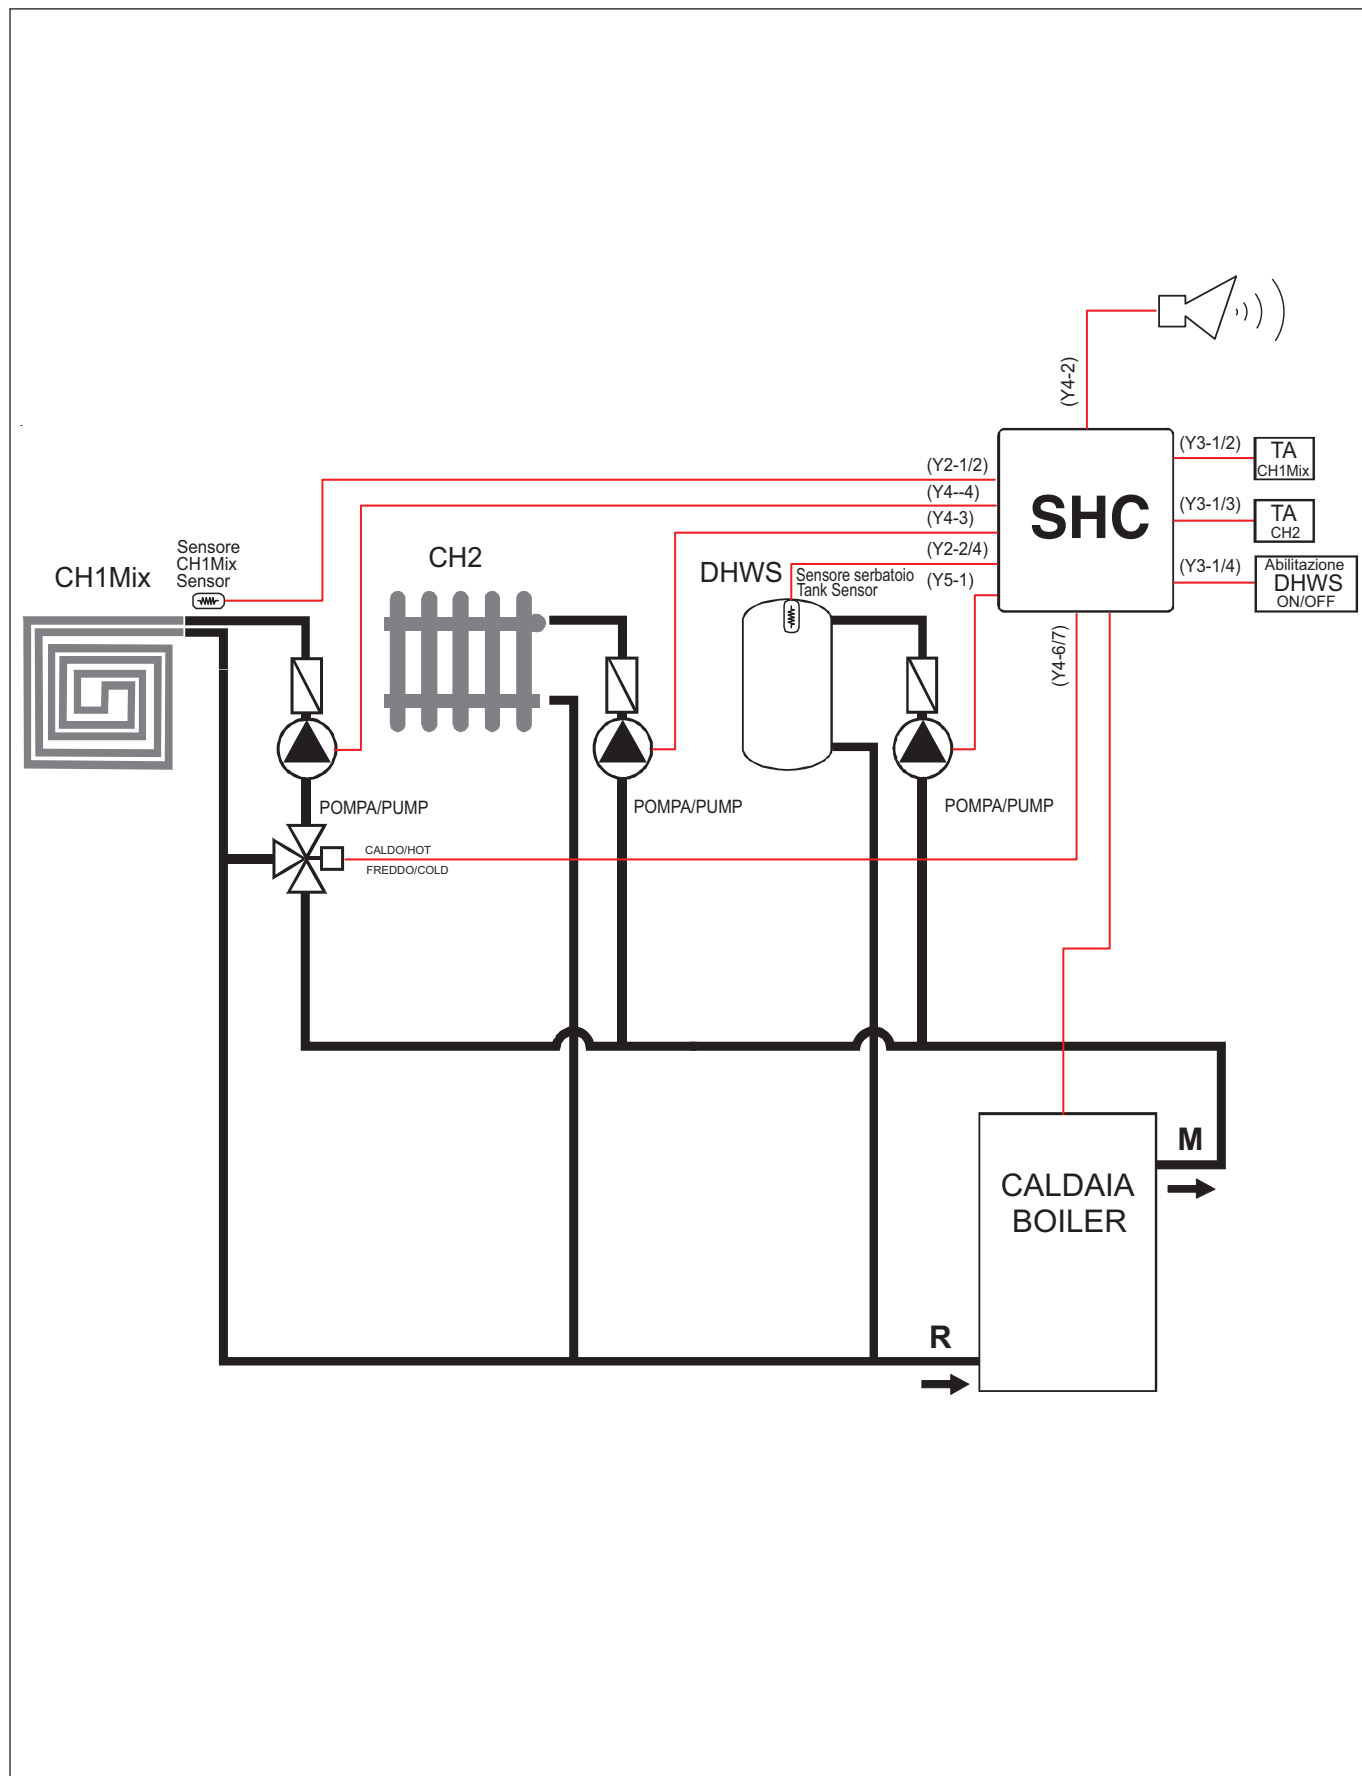 (Y4-2)
(Y3-1/2)
TA
CH1Mix
(Y2-1/2)
(Y4--4)
SHC
(Y3-1/3)
TA
CH2
(Y4-3)
Sensore
CH1Mix
Sensor
CH1Mix
CH2
(Y2-2/4)
DHWS
Sensore serbatoio
Tank Sensor
(Y5-1)
(Y3-1/4)
Abilitazione
DHWS
ON/OFF
(Y4-6/7)
POMPA/PUMP
POMPA/PUMP
POMPA/PUMP
CALDO/HOT
FREDDO/COLD
M
CALDAIA
BOILER
R